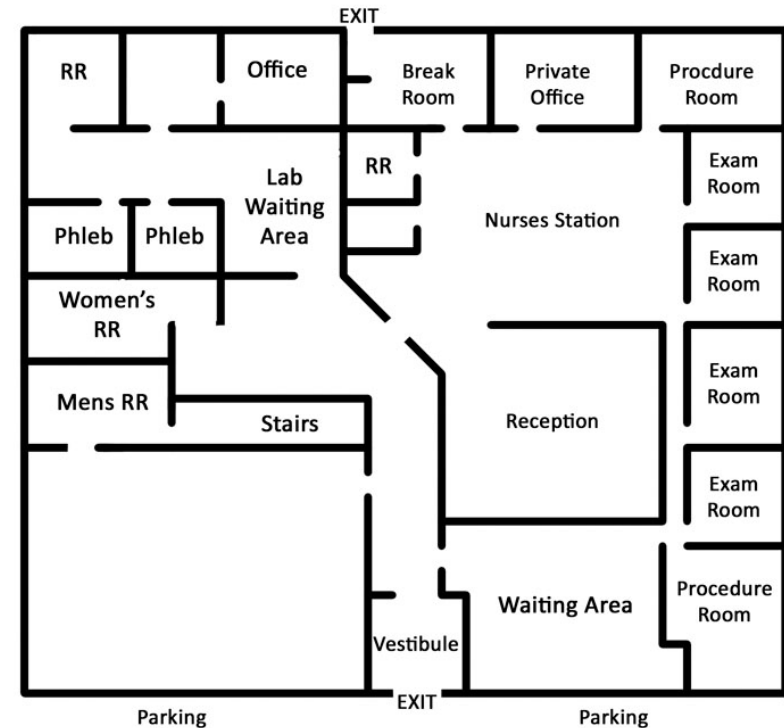 EXIT
RR
Office
Break
Room
Private
Office
Procdure
Room
Exam
Room
RR
Lab
Waiting
Area
Nurses Station
Phleb
Phleb
Exam
Room
Women's
RR
Exam
Room
Mens RR
Stairs
Reception
Exam
Room
Waiting Area
Procedure
Room
Vestibule
EXIT
Parking
Parking